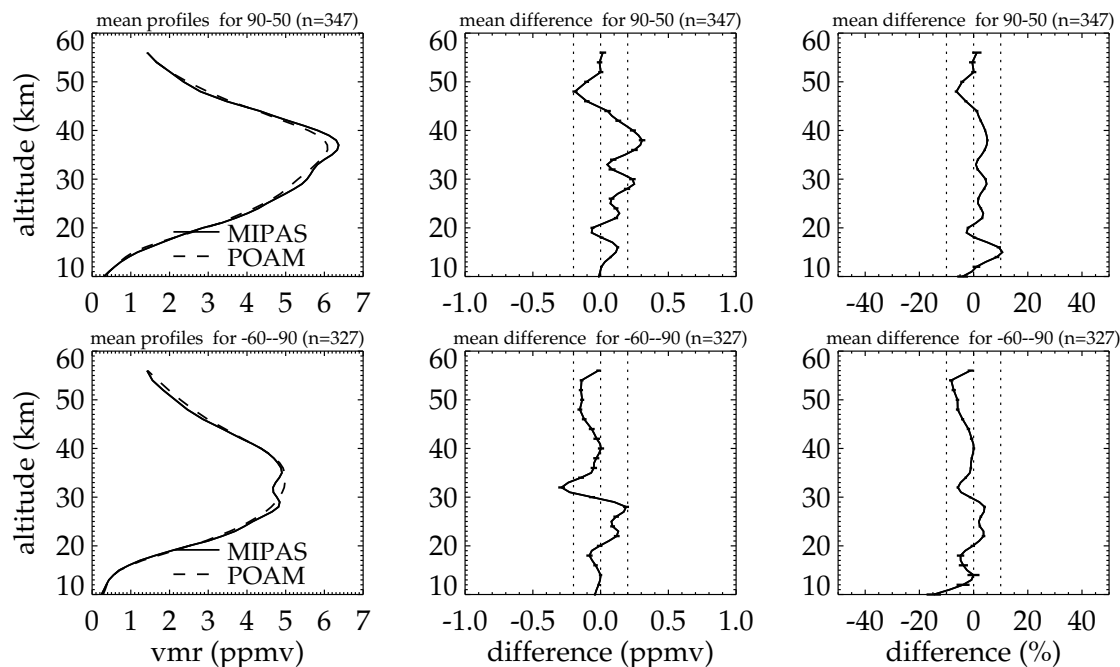 mean profiles for 90-50 (n=347)
mean difference for 90-50 (n=347)
mean difference for 90-50 (n=347)
altitude (km)
60
50
40
30
20
10
MIPAS
POAM
0 1 2 3 4 5 6 7
60
50
40
30
20
10
-1.0 -0.5 0.0 0.5 1.0
60
50
40
30
20
10
-40 -20 0 20 40
mean profiles for -60--90 (n=327)
mean difference for -60--90 (n=327)
mean difference for -60--90 (n=327)
altitude (km)
60
50
40
30
20
10
MIPAS
POAM
0 1 2 3 4 5 6 7
vmr (ppmv)
60
50
40
30
20
10
-1.0 -0.5 0.0 0.5 1.0
difference (ppmv)
60
50
40
30
20
10
-40 -20 0 20 40
difference (%)